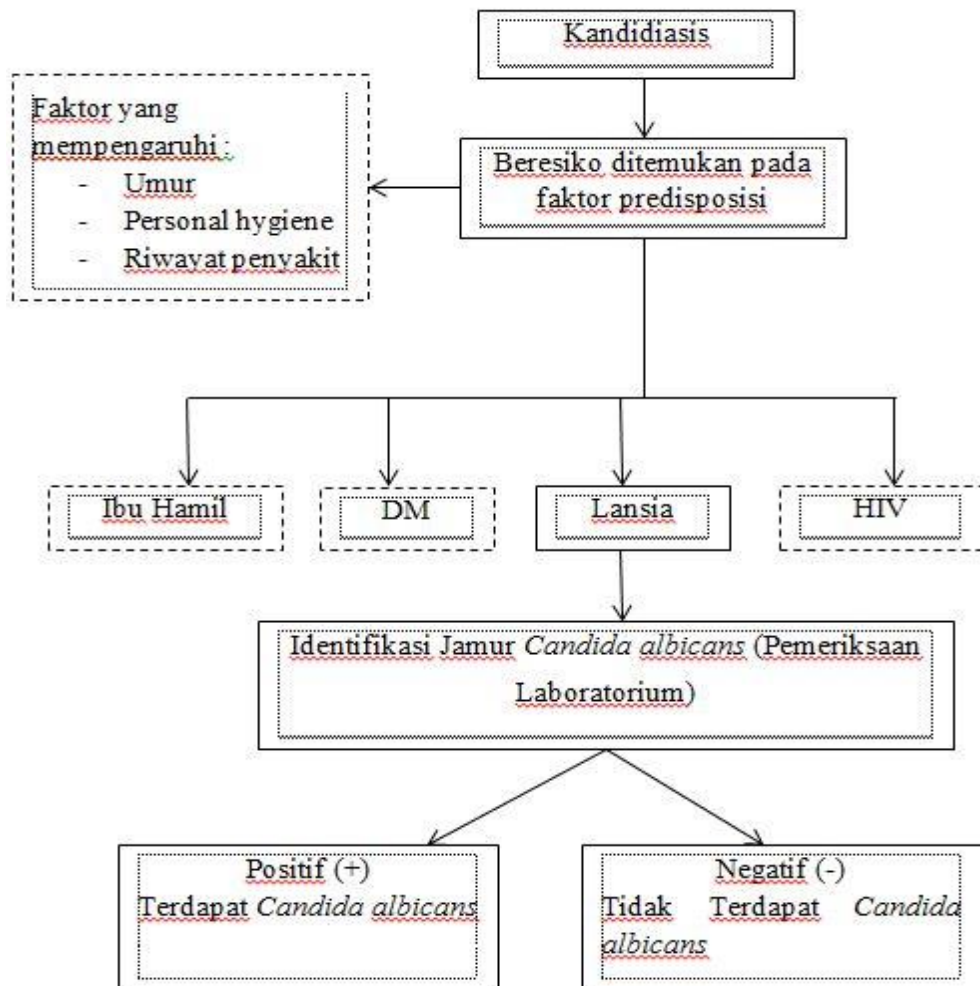 Kandidiasis
Faktor yang
mempengaruhi :
- Umur
- Personal hygiene
- Riwayat penyakit
Beresiko ditemukan pada
faktor predisposisi
Ibu Hamil
DM
Lansia
HIV
Identifikasi Jamur Candida albicans (Pemeriksaan
Laboratorium)
Positif (+)
Terdapat Candida albicans
Negatif (-)
Tidak Terdapat Candida
albicans